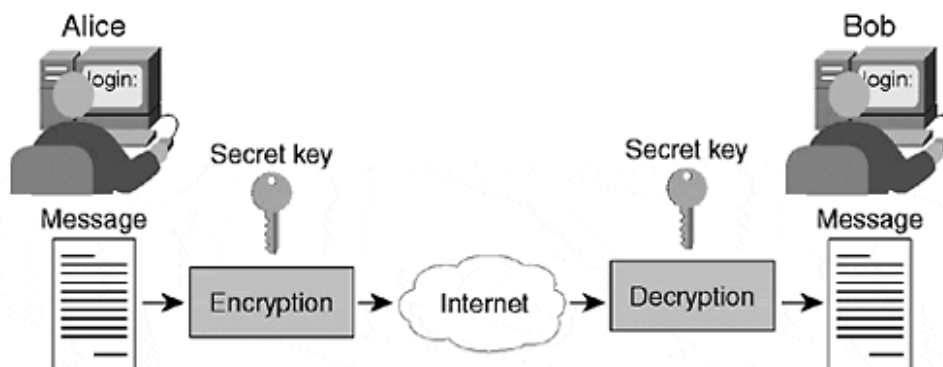 Alice
Bob
login:
login:
Secret key
Secret key
Message
Message
Encryption
Internet
Decryption